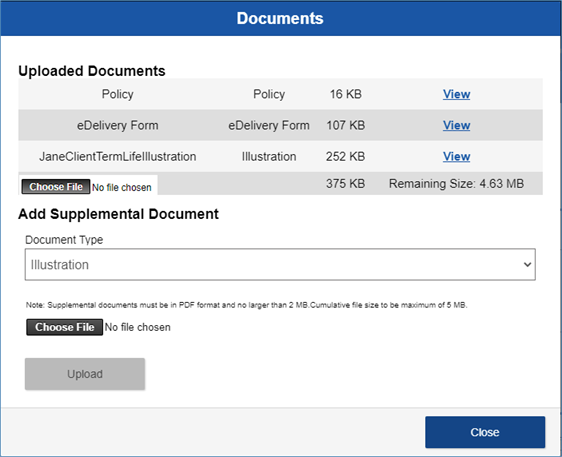 Documents
Uploaded Documents
Policy Policy 16 KB View
eDelivery Form eDelivery Form 107 KB View
JaneClientTermLifeIllustration Illustration 252 KB View
Choose File No file chosen 375 KB Remaining Size: 4.63 MB
Add Supplemental Document
Document Type
Illustration
Note: Supplemental documents must be in PDF format and no larger than 2 MB.Cumulative file size to be maximum of 5 MB.
Choose File No file chosen
Upload
Close